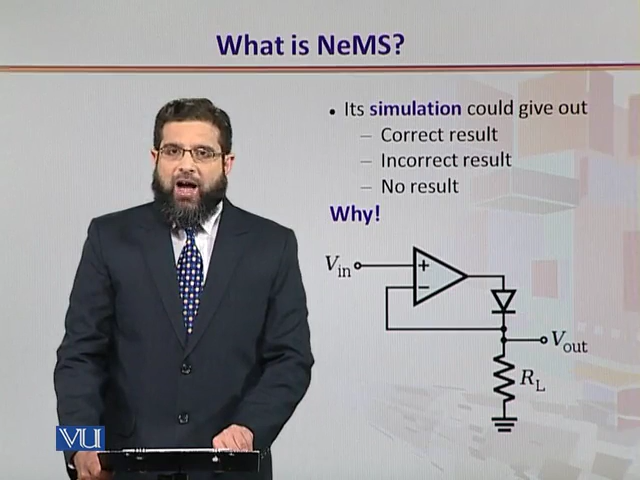 What is NeMS?
• Its simulation could give out
– Correct result
– Incorrect result
– No result
Why!
Vin
+
−
Vout
RL
VU